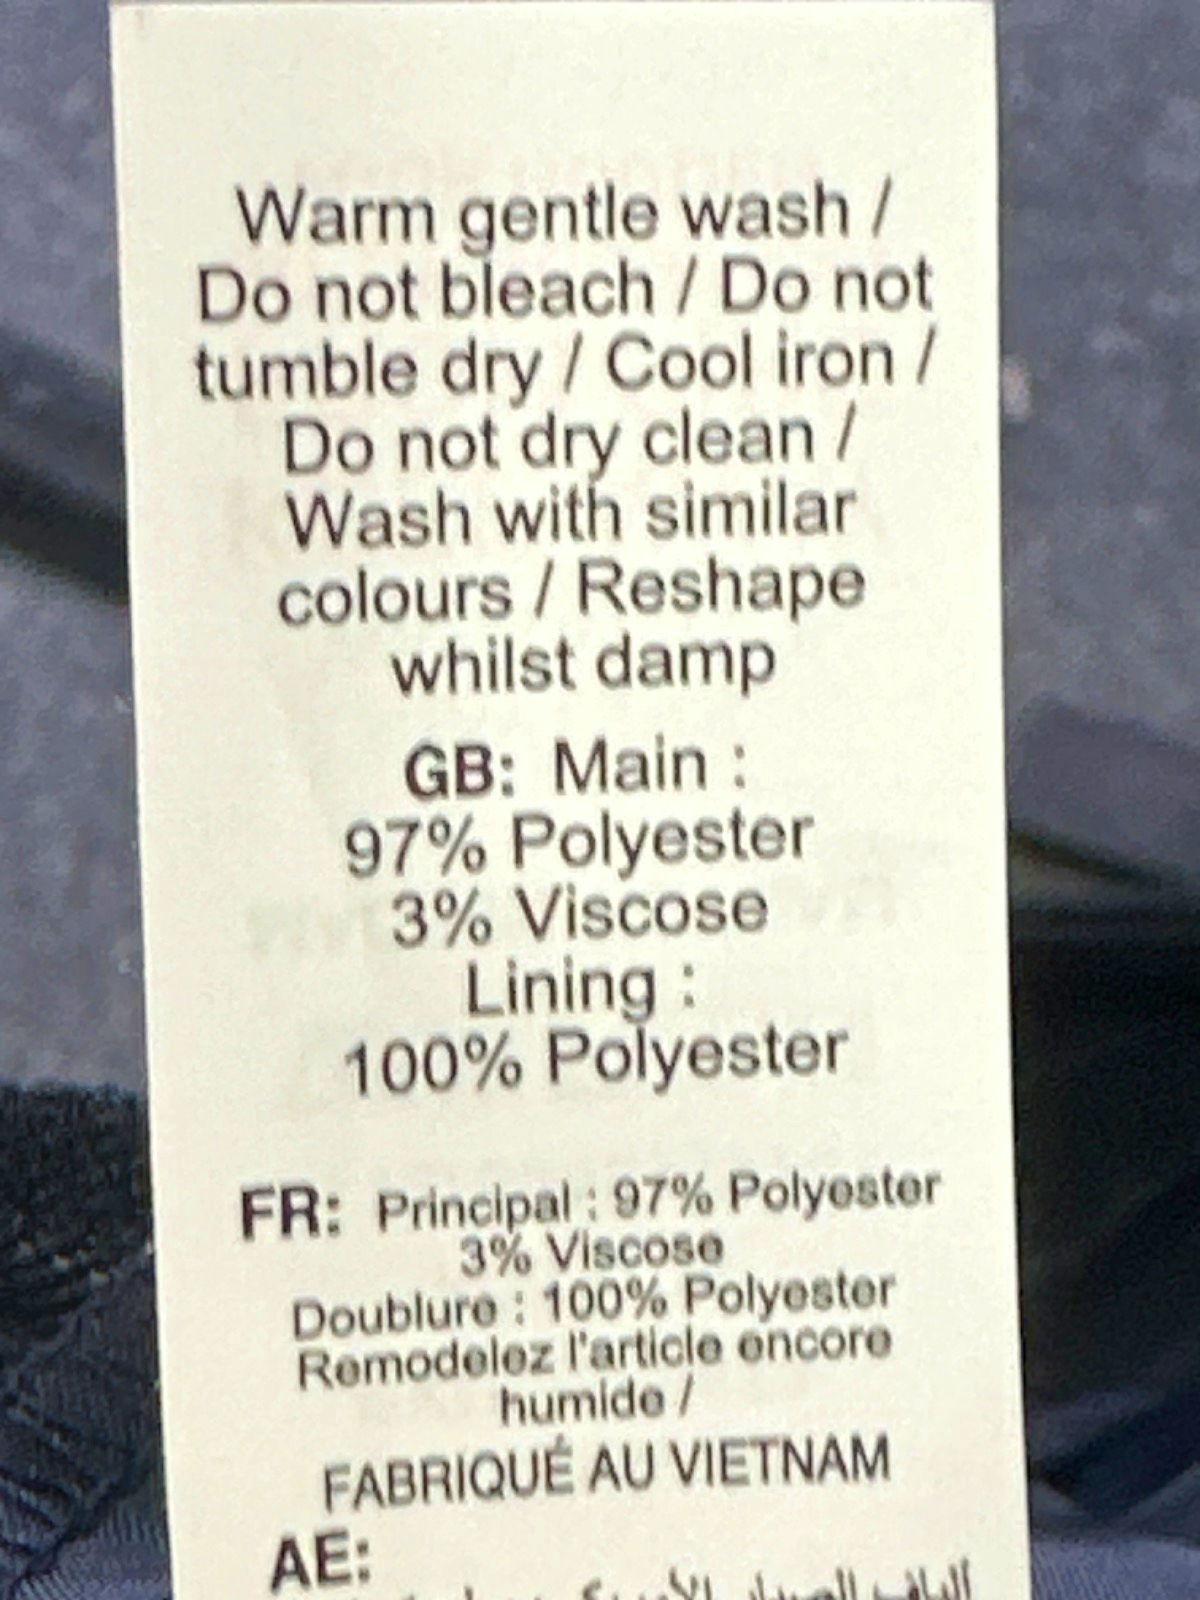 Warm gentle wash /
Do not bleach / Do not
tumble dry / Cool iron /
Do not dry clean /
Wash with similar
colours / Reshape
whilst damp
GB: Main :
97% Polyester
3% Viscose
Lining :
100% Polyester
FR: Principal : 97% Polyester
3% Viscose
Doublure : 100% Polyester
Remodelez l'article encore
humide /
FABRIQUÉ AU VIETNAM
AE: